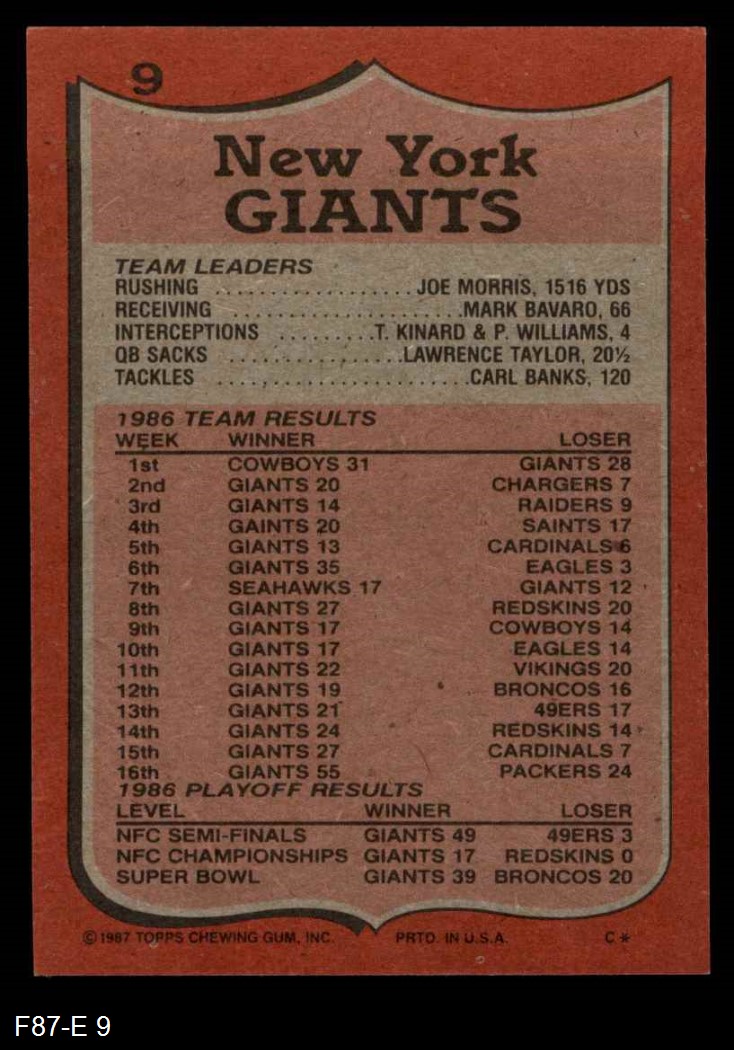 9
New York
GIANTS
TEAM LEADERS
RUSHING ................... JOE MORRIS, 1516 YDS
RECEIVING ........................MARK BAVARO, 66
INTERCEPTIONS .........T. KINARD & P. WILLIAMS, 4
QB SACKS .................LAWRENCE TAYLOR, 20½
TACKLES ........................CARL BANKS, 120
1986 TEAM RESULTS
WEEK WINNER LOSER
1st COWBOYS 31 GIANTS 28
2nd GIANTS 20 CHARGERS 7
3rd GIANTS 14 RAIDERS 9
4th GAINTS 20 SAINTS 17
5th GIANTS 13 CARDINALS 6
6th GIANTS 35 EAGLES 3
7th SEAHAWKS 17 GIANTS 12
8th GIANTS 27 REDSKINS 20
9th GIANTS 17 COWBOYS 14
10th GIANTS 17 EAGLES 14
11th GIANTS 22 VIKINGS 20
12th GIANTS 19 BRONCOS 16
13th GIANTS 21 49ERS 17
14th GIANTS 24 REDSKINS 14
15th GIANTS 27 CARDINALS 7
16th GIANTS 55 PACKERS 24
1986 PLAYOFF RESULTS
LEVEL WINNER LOSER
NFC SEMI-FINALS GIANTS 49 49ERS 3
NFC CHAMPIONSHIPS GIANTS 17 REDSKINS 0
SUPER BOWL GIANTS 39 BRONCOS 20
© 1987 TOPPS CHEWING GUM, INC. PRTD. IN U.S.A. C *
F87-E 9